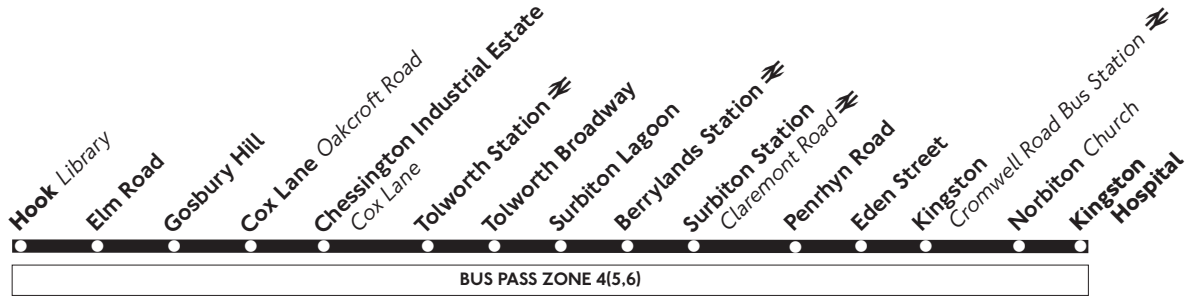 Hook Library
Elm Road
Gosbury Hill
Cox Lane Oakcroft Road
Chessington Industrial Estate
Cox Lane
Tolworth Station
Tolworth Broadway
Surbiton Lagoon
Berrylands Station
Surbiton Station
Claremont Road
Penrhyn Road
Eden Street
Kingston
Cromwell Road Bus Station
Norbiton Church
Kingston
Hospital
BUS PASS ZONE 4(5,6)